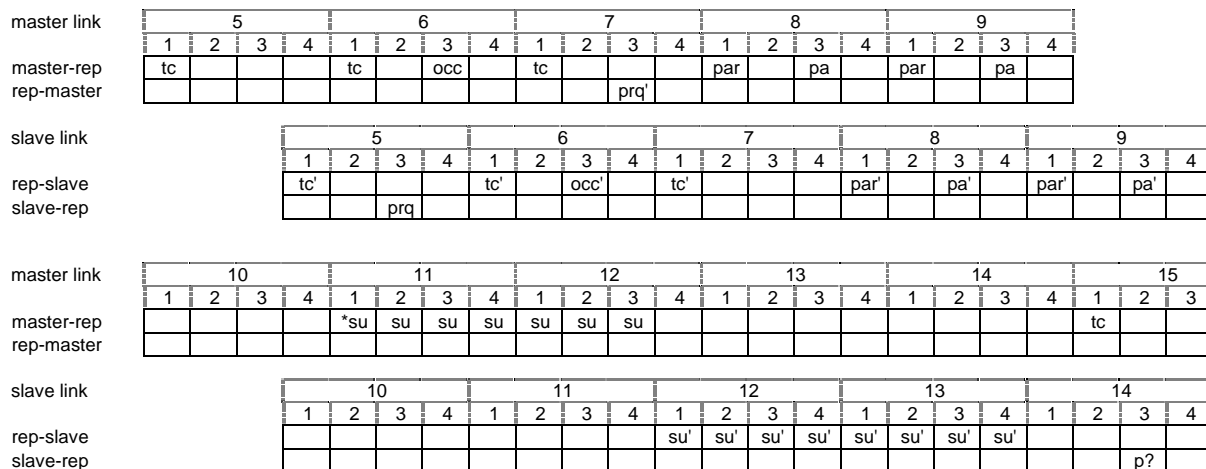 master link 5 6 7 8 9
1 2 3 4 1 2 3 4 1 2 3 4 1 2 3 4 1 2 3 4
master-rep tc tc occ tc par pa par pa
rep-master prq'
slave link 5 6 7 8 9
1 2 3 4 1 2 3 4 1 2 3 4 1 2 3 4 1 2 3 4
rep-slave tc' tc' occ' tc' par' pa' par' pa'
slave-rep prq
master link 10 11 12 13 14 15
1 2 3 4 1 2 3 4 1 2 3 4 1 2 3 4 1 2 3 4 1 2 3
master-rep *su su su su su su su tc
rep-master
slave link 10 11 12 13 14
1 2 3 4 1 2 3 4 1 2 3 4 1 2 3 4 1 2 3 4
rep-slave su' su' su' su' su' su' su' su'
slave-rep p?